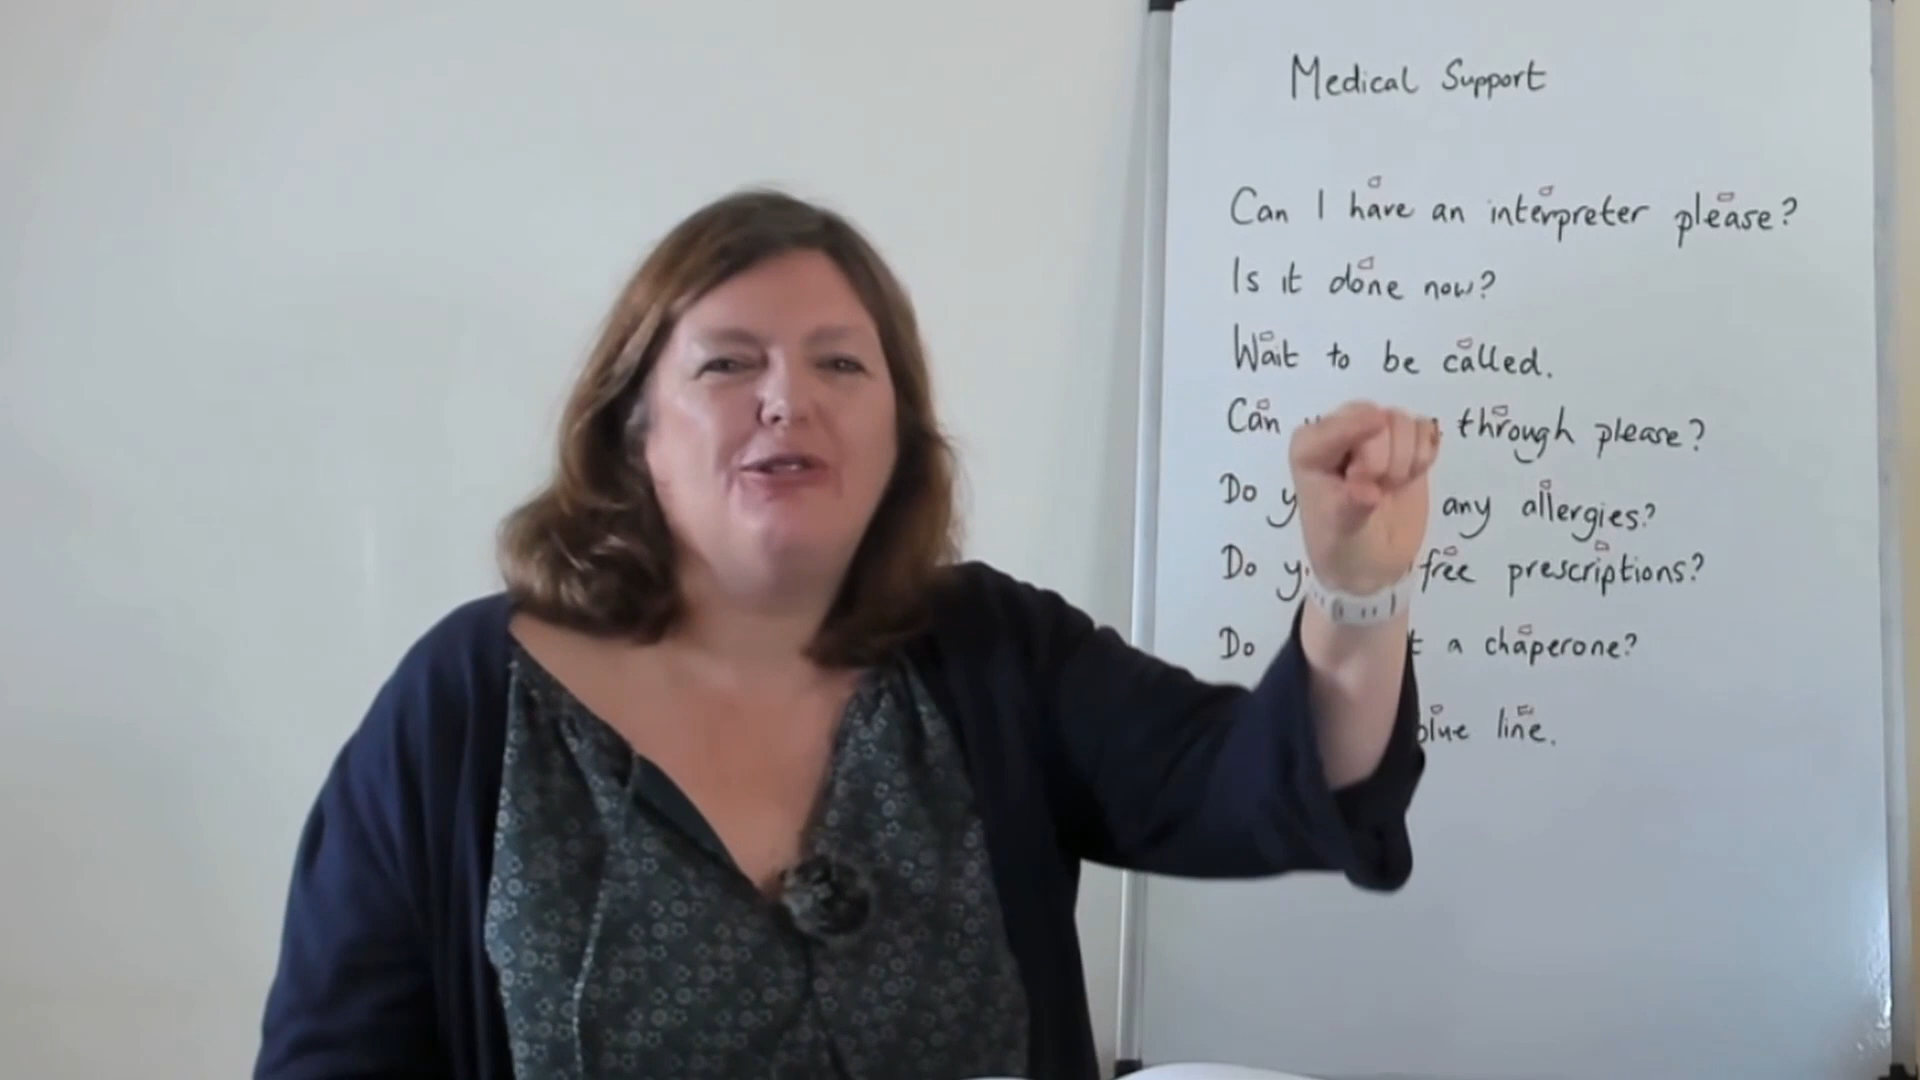 Medical Support
Can I have an interpreter please?
Is it done now?
Wait to be called.
Can through please?
Do any allergies?
Do free prescriptions?
Do a chaperone?
blue line.